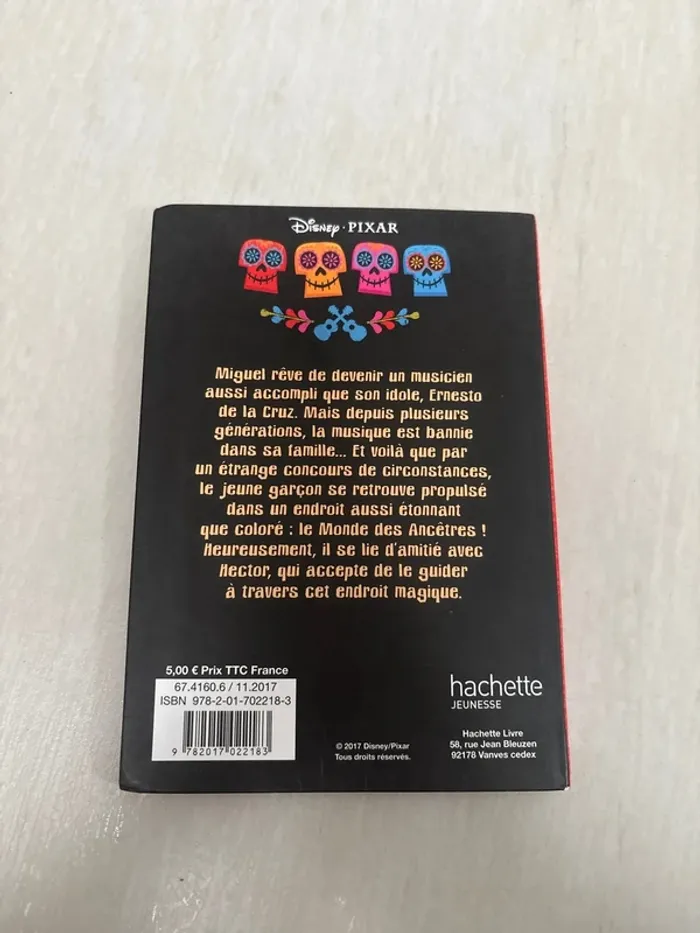 Disney · PIXAR
Miguel rêve de devenir un musicien
aussi accompli que son idole, Ernesto
de la Cruz. Mais depuis plusieurs
générations, la musique est bannie
dans sa famille... Et voilà que par
un étrange concours de circonstances,
le jeune garçon se retrouve propulsé
dans un endroit aussi étonnant
que coloré : le Monde des Ancêtres !
Heureusement, il se lie d'amitié avec
Hector, qui accepte de le guider
à travers cet endroit magique.
5,00 € Prix TTC France
67.4160.6 / 11.2017
ISBN 978-2-01-702218-3
9 782017 022183
© 2017 Disney/Pixar
Tous droits réservés.
hachette
JEUNESSE
Hachette Livre
58, rue Jean Bleuzen
92178 Vanves cedex